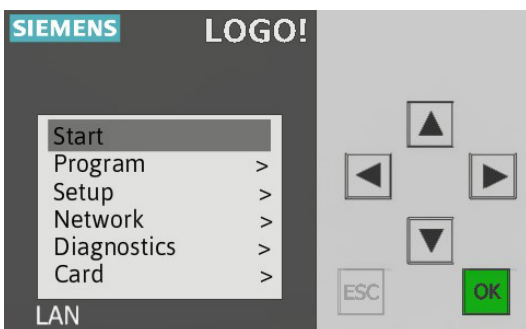 SIEMENS LOGO!
Start
Program >
Setup >
Network >
Diagnostics >
Card >
LAN
ESC OK